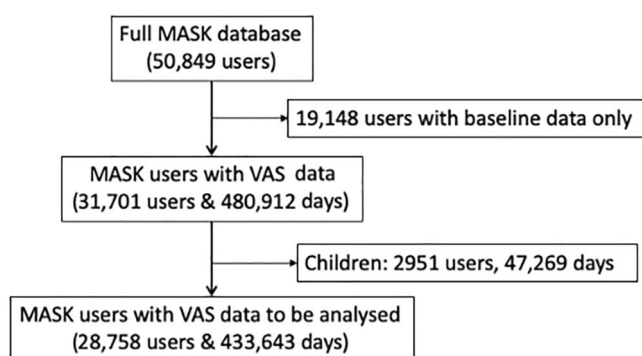 Full MASK database
(50,849 users)
19,148 users with baseline data only
MASK users with VAS data
(31,701 users & 480,912 days)
Children: 2951 users, 47,269 days
MASK users with VAS data to be analysed
(28,758 users & 433,643 days)